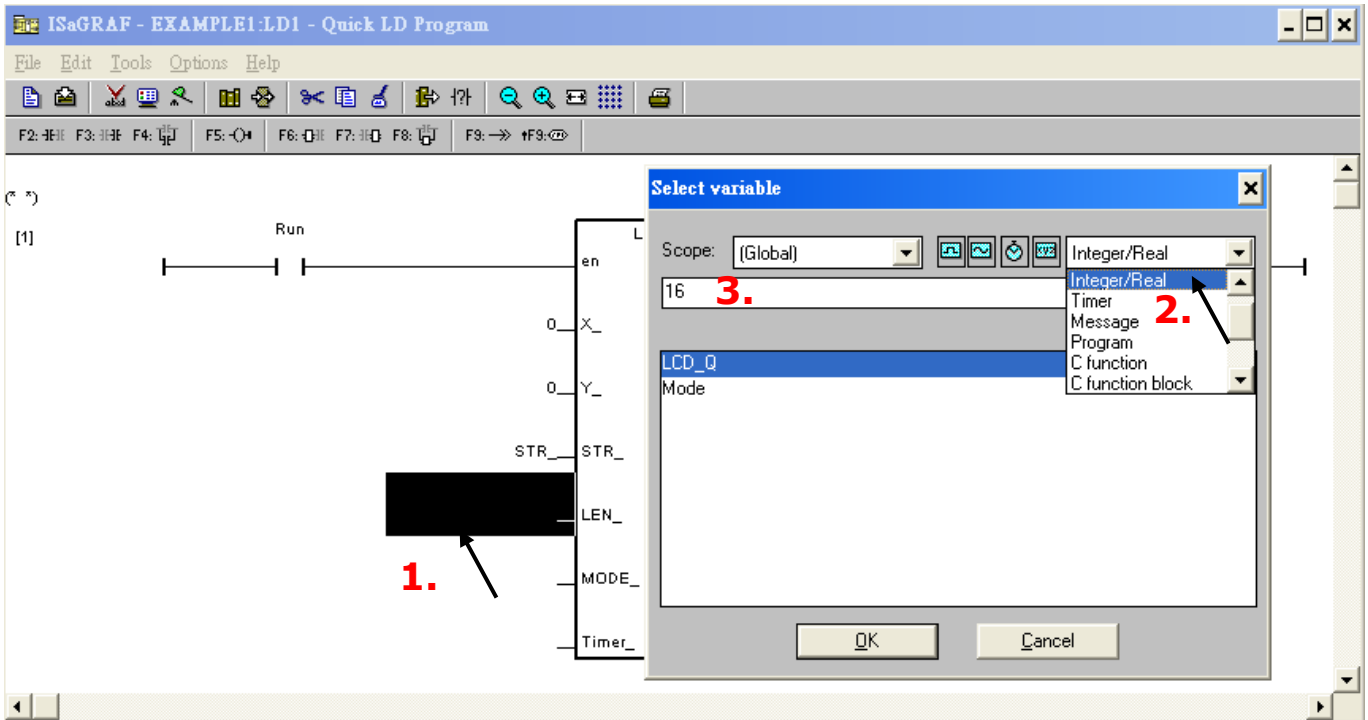 ISaGRAF - EXAMPLE1:LD1 - Quick LD Program
File Edit Tools Options Help
F2: F3: F4: F5: F6: F7: F8: F9: F9:
(* *)
[1]
Run
L
en
0 X_
0 Y_
STR_ STR_
LEN_
1.
MODE_
Timer_
Select variable
Scope: (Global) xyz Integer/Real
16 3.
Integer/Real
Timer
Message
Program
C function
C function block
2.
LCD_Q
Mode
OK Cancel